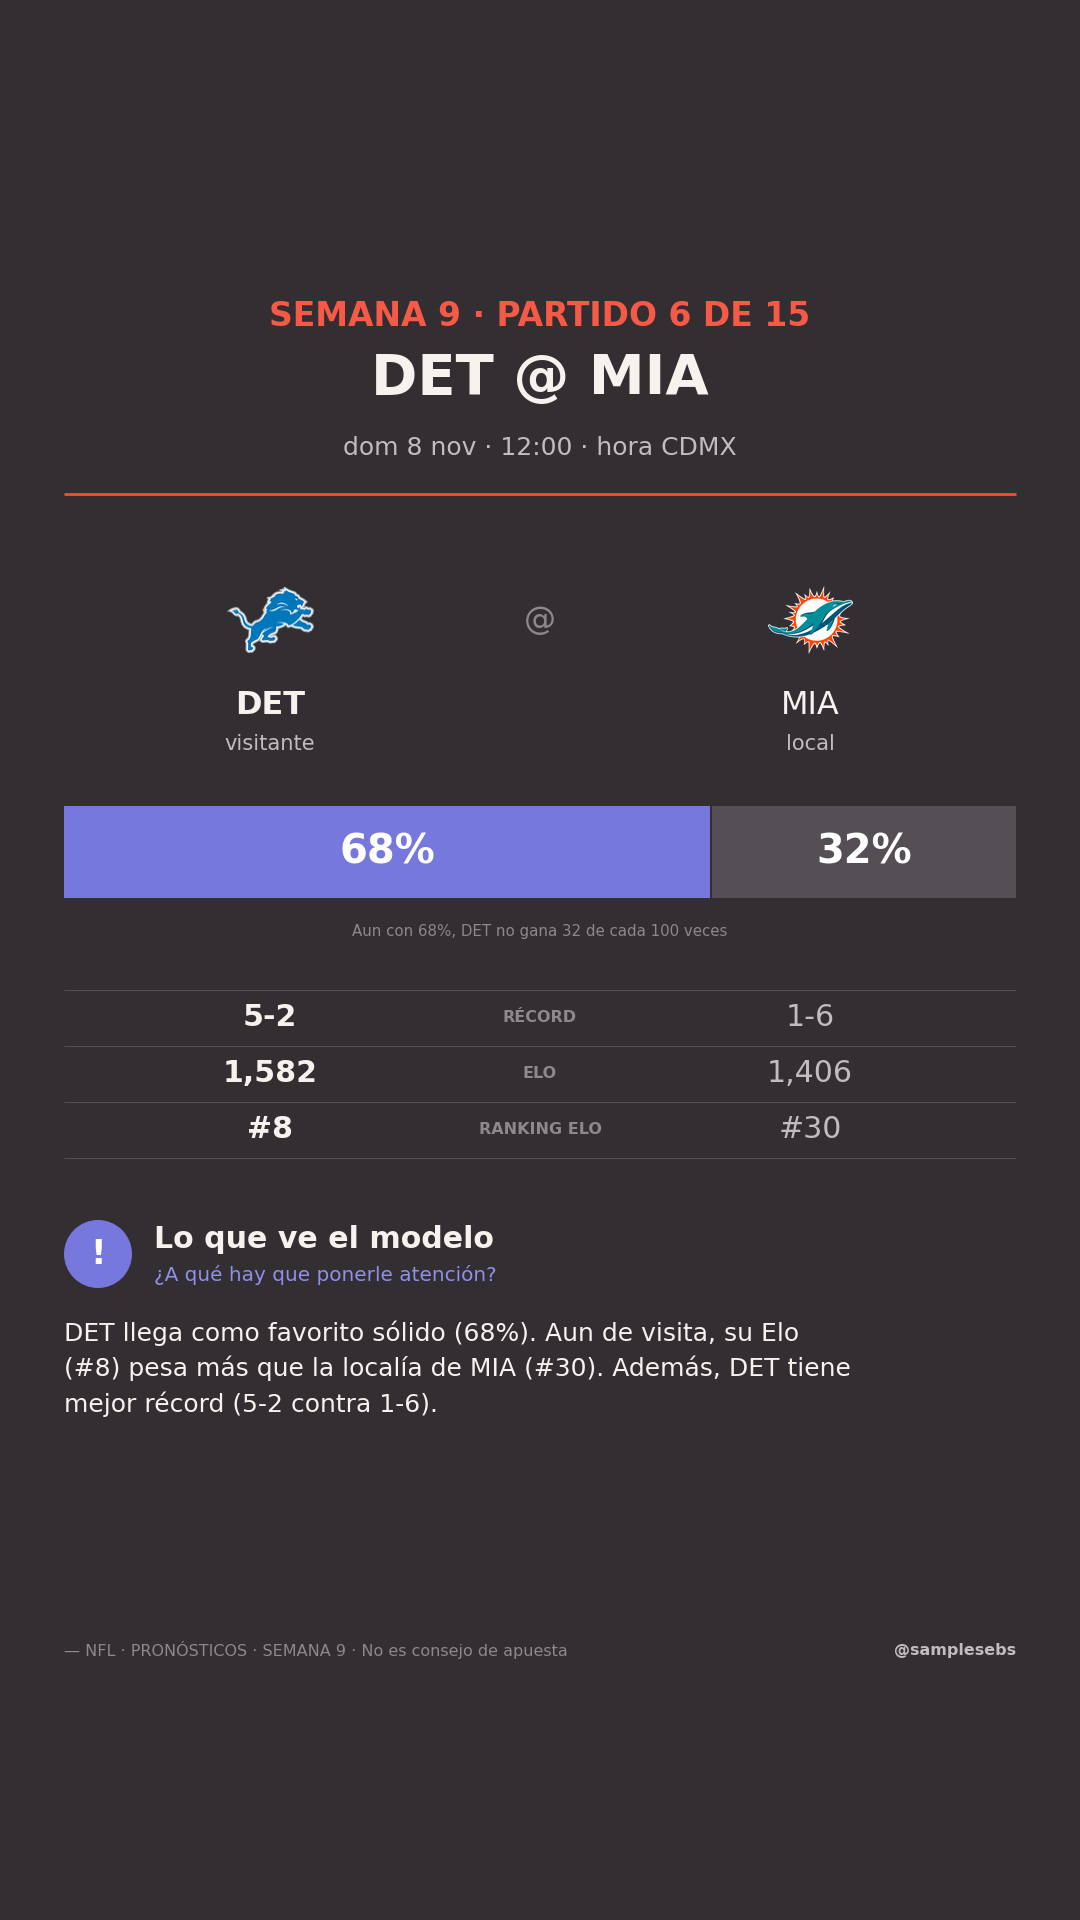 SEMANA 9 · PARTIDO 6 DE 15
DET @ MIA
dom 8 nov · 12:00 · hora CDMX
@
DET
MIA
visitante
local
68%
32%
Aun con 68%, DET no gana 32 de cada 100 veces
5-2 RÉCORD 1-6
1,582 ELO 1,406
#8 RANKING ELO #30
!
Lo que ve el modelo
¿A qué hay que ponerle atención?
DET llega como favorito sólido (68%). Aun de visita, su Elo
(#8) pesa más que la localía de MIA (#30). Además, DET tiene
mejor récord (5-2 contra 1-6).
— NFL · PRONÓSTICOS · SEMANA 9 · No es consejo de apuesta
@samplesebs